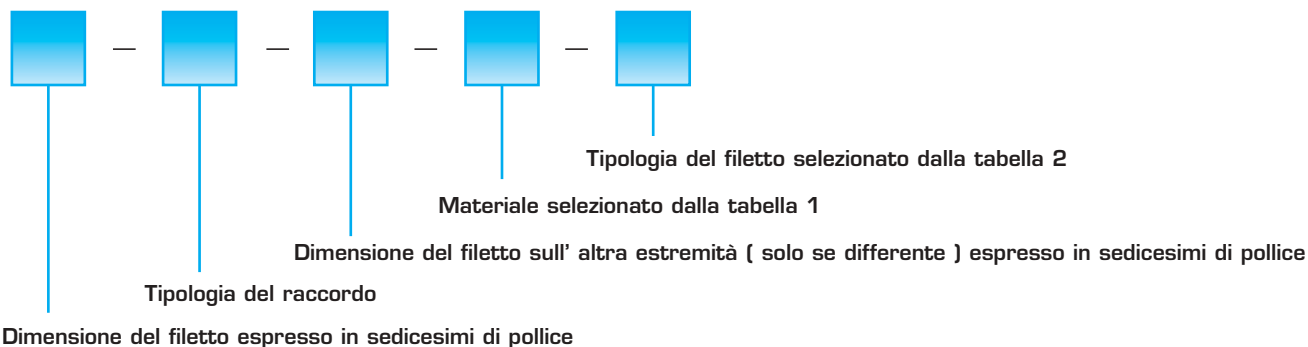 — — — —
Tipologia del filetto selezionato dalla tabella 2
Materiale selezionato dalla tabella 1
Dimensione del filetto sull' altra estremità ( solo se differente ) espresso in sedicesimi di pollice
Tipologia del raccordo
Dimensione del filetto espresso in sedicesimi di pollice